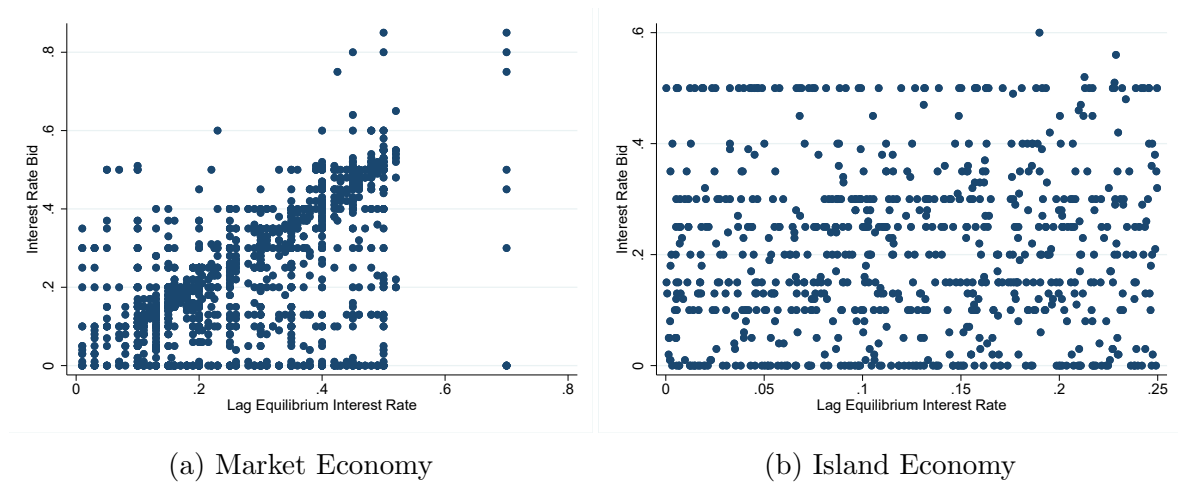 Interest Rate Bid
0 .2 .4 .6 .8
0 .2 .4 .6 .8
Lag Equilibrium Interest Rate
(a) Market Economy
Interest Rate Bid
0 .2 .4 .6
0 .05 .1 .15 .2 .25
Lag Equilibrium Interest Rate
(b) Island Economy